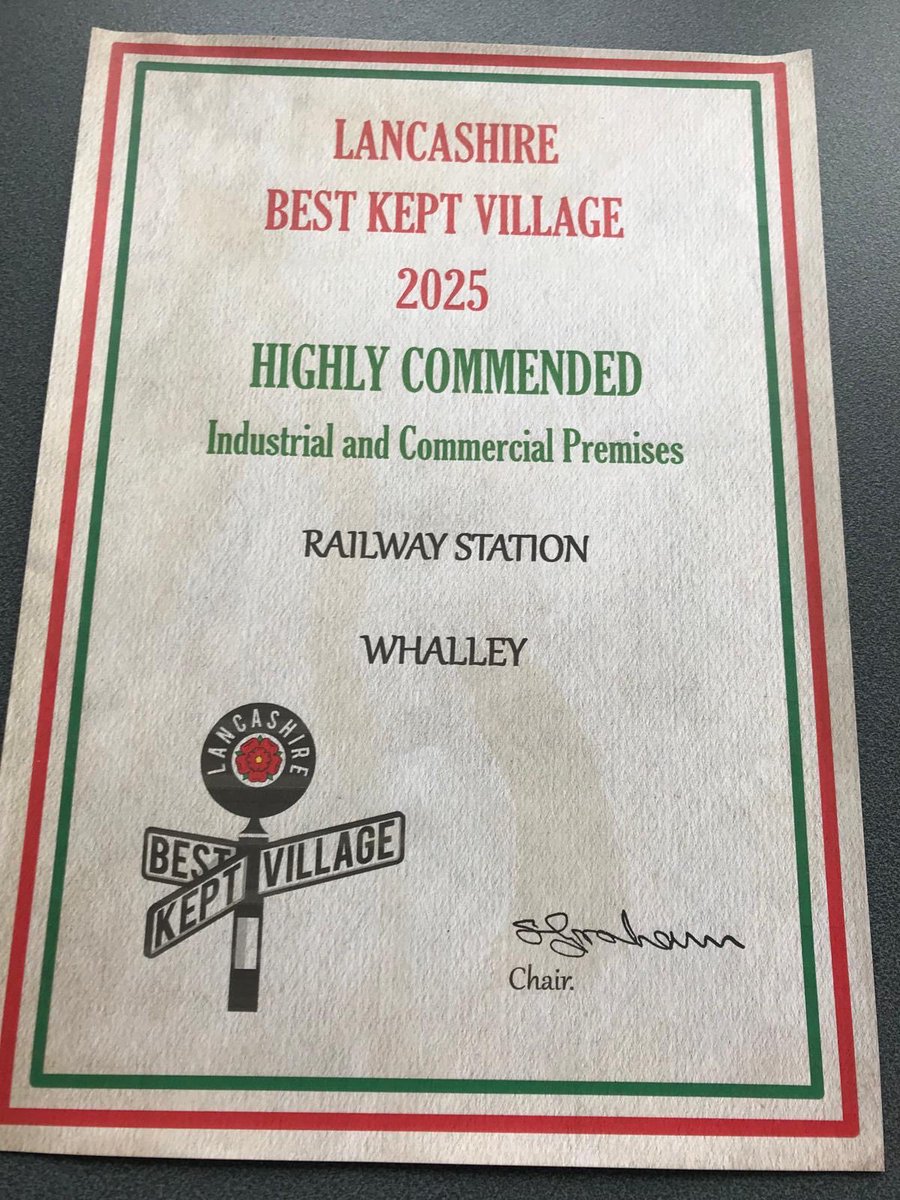 LANCASHIRE
BEST KEPT VILLAGE
2025
HIGHLY COMMENDED
Industrial and Commercial Premises
RAILWAY STATION
WHALLEY
LANCASHIRE
BEST
KEPT
VILLAGE
SGraham
Chair.